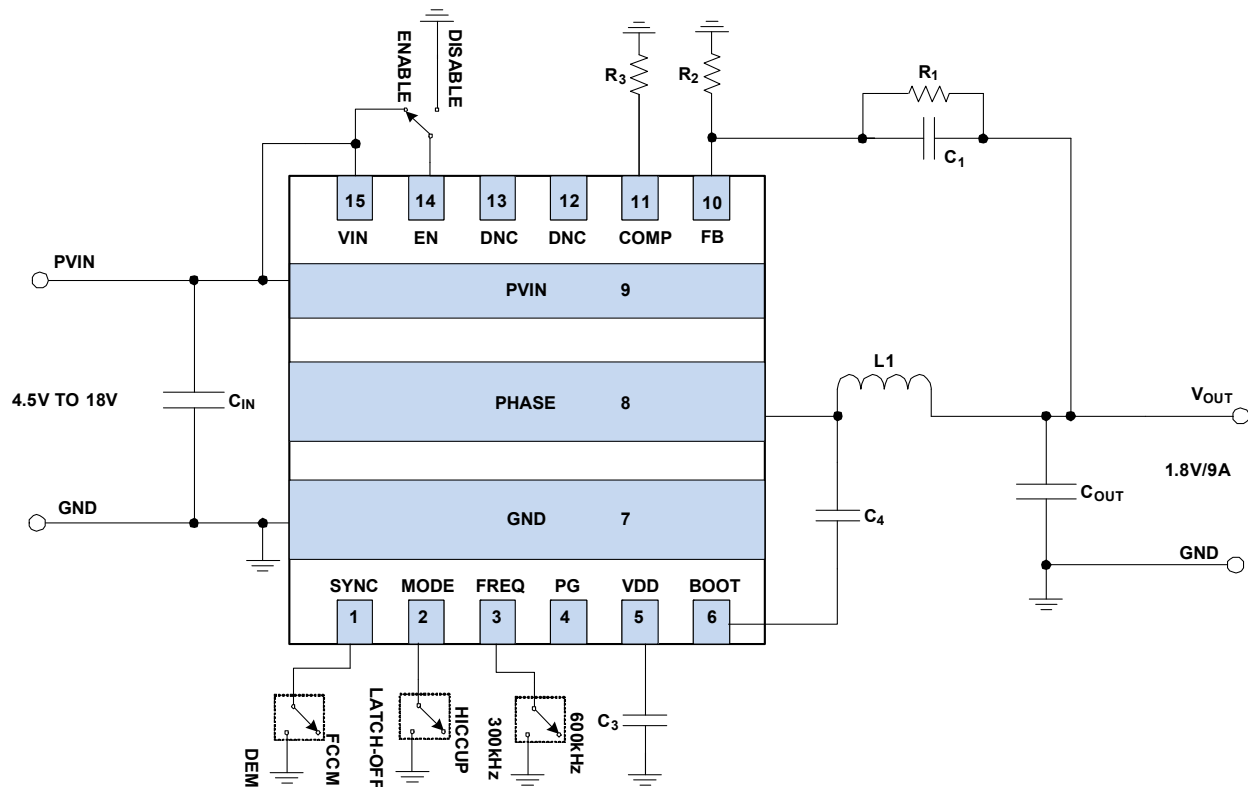 ENABLE
DISABLE
R3
R2
R1
C1
15
14
13
12
11
10
VIN
EN
DNC
DNC
COMP
FB
PVIN
PVIN 9
L1
4.5V TO 18V
CIN
PHASE 8
VOUT
1.8V/9A
COUT
GND
GND 7
C4
GND
SYNC
MODE
FREQ
PG
VDD
BOOT
1
2
3
4
5
6
DEM
FCCM
LATCH-OFF
HICCUP
300kHz
600kHz
C3